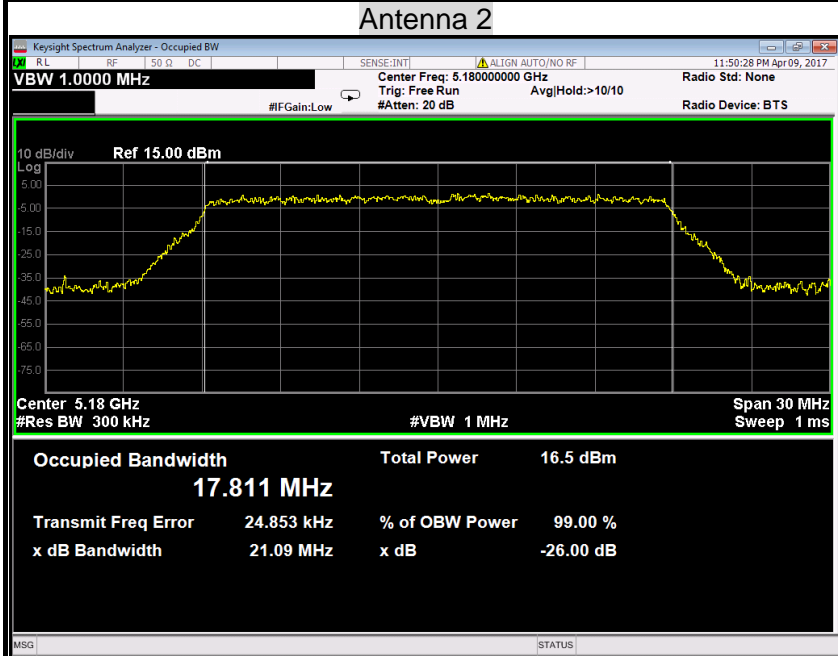 Antenna 2
Keysight Spectrum Analyzer - Occupied BW
LXI RL RF 50 Ω DC SENSE:INT ALIGN AUTO/NO RF 11:50:28 PM Apr 09, 2017
VBW 1.0000 MHz Center Freq: 5.180000000 GHz Radio Std: None
Trig: Free Run Avg|Hold:>10/10
#IFGain:Low #Atten: 20 dB Radio Device: BTS
10 dB/div Ref 15.00 dBm
Log
5.00
-5.00
-15.0
-25.0
-35.0
-45.0
-55.0
-65.0
-75.0
Center 5.18 GHz Span 30 MHz
#Res BW 300 kHz #VBW 1 MHz Sweep 1 ms
Occupied Bandwidth Total Power 16.5 dBm
17.811 MHz
Transmit Freq Error 24.853 kHz % of OBW Power 99.00 %
x dB Bandwidth 21.09 MHz x dB -26.00 dB
MSG STATUS